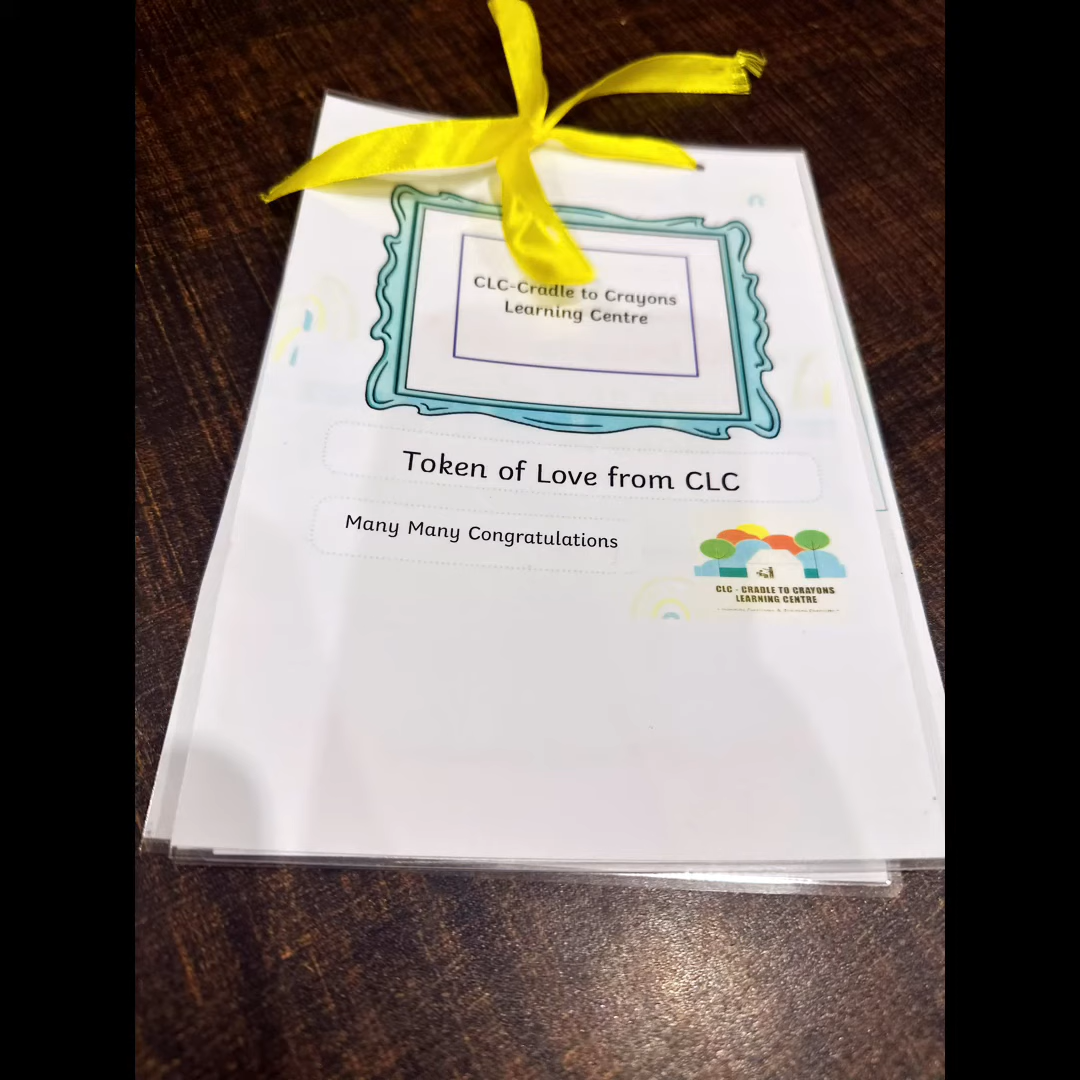 CLC-Cradle to Crayons
Learning Centre
Token of Love from CLC
Many Many Congratulations
CLC - CRADLE TO CRAYONS
LEARNING CENTRE